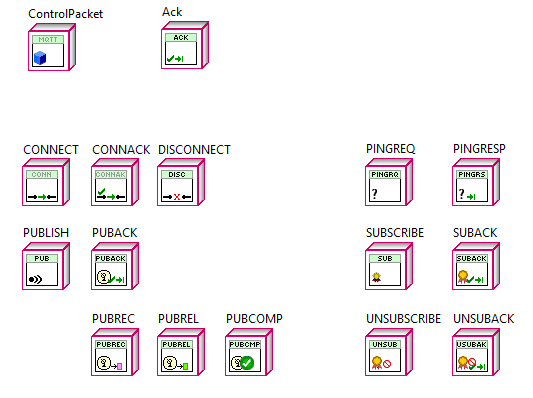 ControlPacket Ack
MQTT ACK
CONNECT CONNACK DISCONNECT PINGREQ PINGRESP
CONN CONNAK DISC PINGRQ PINGRS
? ?
PUBLISH PUBACK SUBSCRIBE SUBACK
PUB PUBACK SUB SUBACK
PUBREC PUBREL PUBCOMP UNSUBSCRIBE UNSUBACK
PUBREC PUBREL PUBCMP UNSUB USUBAK